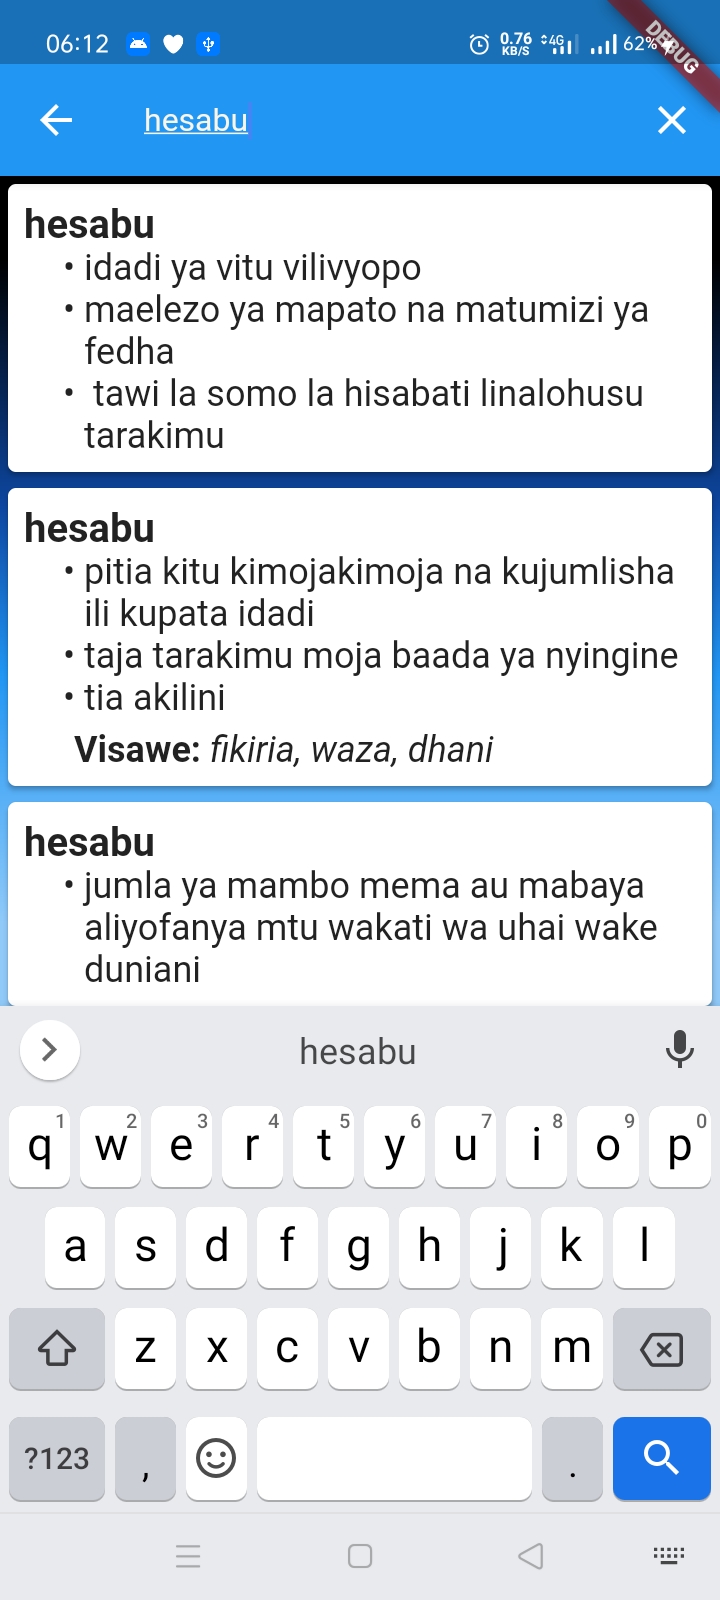 06:12 0.76 KB/S 4G 62%
DEBUG
hesabu
hesabu
• idadi ya vitu vilivyopo
• maelezo ya mapato na matumizi ya
fedha
• tawi la somo la hisabati linalohusu
tarakimu
hesabu
• pitia kitu kimojakimoja na kujumlisha
ili kupata idadi
• taja tarakimu moja baada ya nyingine
• tia akilini
Visawe: fikiria, waza, dhani
hesabu
• jumla ya mambo mema au mabaya
aliyofanya mtu wakati wa uhai wake
duniani
hesabu
1 2 3 4 5 6 7 8 9 0
q w e r t y u i o p
a s d f g h j k l
z x c v b n m
?123 , .